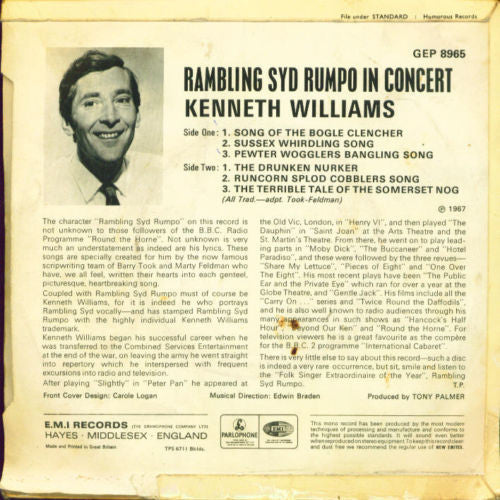 File under STANDARD : Humorous Records
GEP 8965
RAMBLING SYD RUMPO IN CONCERT
KENNETH WILLIAMS
Side One: 1. SONG OF THE BOGLE CLENCHER
2. SUSSEX WHIRDLING SONG
3. PEWTER WOGGLERS BANGLING SONG
Side Two: 1. THE DRUNKEN NURKER
2. RUNCORN SPLOD COBBLERS SONG
3. THE TERRIBLE TALE OF THE SOMERSET NOG
(All Trad.—adpt. Took-Feldman)
℗ 1967
The character "Rambling Syd Rumpo" on this record is
not unknown to those followers of the B.B.C. Radio
Programme "Round the Horne". Not unknown is very
much an understatement as indeed are his lyrics. These
songs are specially created for him by the now famous
scriptwriting team of Barry Took and Marty Feldman who
have, we all feel, written their hearts into each genteel,
picturesque, heartbreaking song.
Coupled with Rambling Syd Rumpo must of course be
Kenneth Williams, for it is indeed he who portrays
Rambling Syd vocally—and has stamped Rambling Syd
Rumpo with the highly individual Kenneth Williams
trademark.
Kenneth Williams began his successful career when he
was transferred to the Combined Services Entertainment
at the end of the war, on leaving the army he went straight
into repertory which he interspersed with frequent
excursions into radio and television.
After playing "Slightly" in "Peter Pan" he appeared at
the Old Vic, London, in "Henry VI", and then played "The
Dauphin" in "Saint Joan" at the Arts Theatre and the
St. Martin's Theatre. From there, he went on to play lead-
ing parts in "Moby Dick", "The Buccaneer" and "Hotel
Paradiso", and these were followed by the three revues—
"Share My Lettuce", "Pieces of Eight" and "One Over
The Eight". His most recent plays have been "The Public
Ear and the Private Eye" which ran for over a year at the
Globe Theatre, and "Gentle Jack". His films include all the
"Carry On . . ." series and "Twice Round the Daffodils",
and he is also well known to radio audiences through his
many appearances in such shows as "Hancock's Half
Hour", "Beyond Our Ken" and "Round the Horne". For
television viewers he is a great favourite as the compère
for the B.B.C. 2 programme "International Cabaret".
There is very little else to say about this record—such a disc
is indeed a very rare occurrence, but sit, smile and listen to
the "Folk Singer Extraordinaire of the Year", Rambling
Syd Rumpo.
T.P.
Front Cover Design: Carole Logan
Musical Direction: Edwin Braden
Produced by TONY PALMER
E.M.I RECORDS (THE GRAMOPHONE COMPANY LTD)
HAYES · MIDDLESEX · ENGLAND
Made and Printed in Great Britain
TPS 6711 Bklds.
PARLOPHONE
EMI
This mono record has been produced by the most modern
techniques of processing and manufacture and conforms to
the highest possible standards. It will sound even better
when reproduced on stereo equipment. To keep this record clean
and dust free we recommend the regular use of NEW EMITEX.